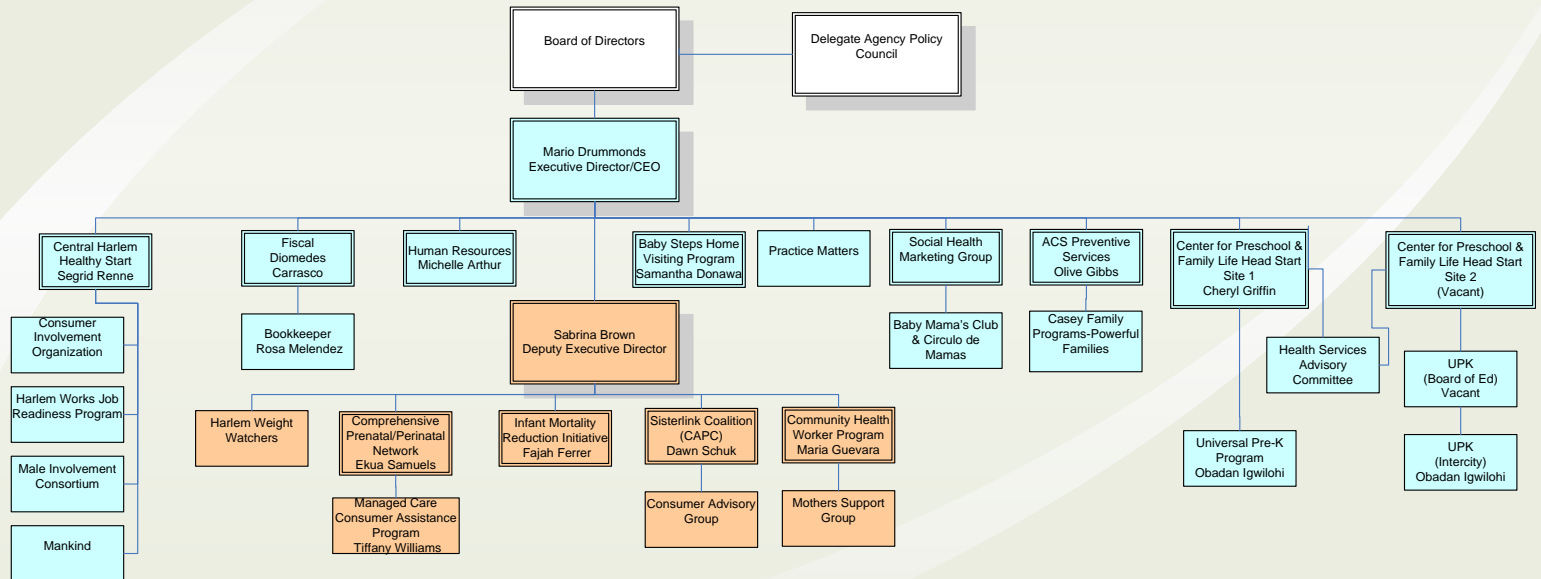 Board of Directors
Delegate Agency Policy
Council
Mario Drummonds
Executive Director/CEO
Central Harlem
Healthy Start
Segrid Renne
Fiscal
Diomedes
Carrasco
Human Resources
Michelle Arthur
Baby Steps Home
Visiting Program
Samantha Donawa
Practice Matters
Social Health
Marketing Group
ACS Preventive
Services
Olive Gibbs
Center for Preschool &
Family Life Head Start
Site 1
Cheryl Griffin
Center for Preschool &
Family Life Head Start
Site 2
(Vacant)
Consumer
Involvement
Organization
Bookkeeper
Rosa Melendez
Sabrina Brown
Deputy Executive Director
Baby Mama's Club
& Circulo de
Mamas
Casey Family
Programs-Powerful
Families
Health Services
Advisory
Committee
UPK
(Board of Ed)
Vacant
Harlem Works Job
Readiness Program
Harlem Weight
Watchers
Comprehensive
Prenatal/Perinatal
Network
Ekua Samuels
Infant Mortality
Reduction Initiative
Fajah Ferrer
Sisterlink Coalition
(CAPC)
Dawn Schuk
Community Health
Worker Program
Maria Guevara
Universal Pre-K
Program
Obadan Igwilohi
UPK
(Intercity)
Obadan Igwilohi
Male Involvement
Consortium
Managed Care
Consumer Assistance
Program
Tiffany Williams
Consumer Advisory
Group
Mothers Support
Group
Mankind